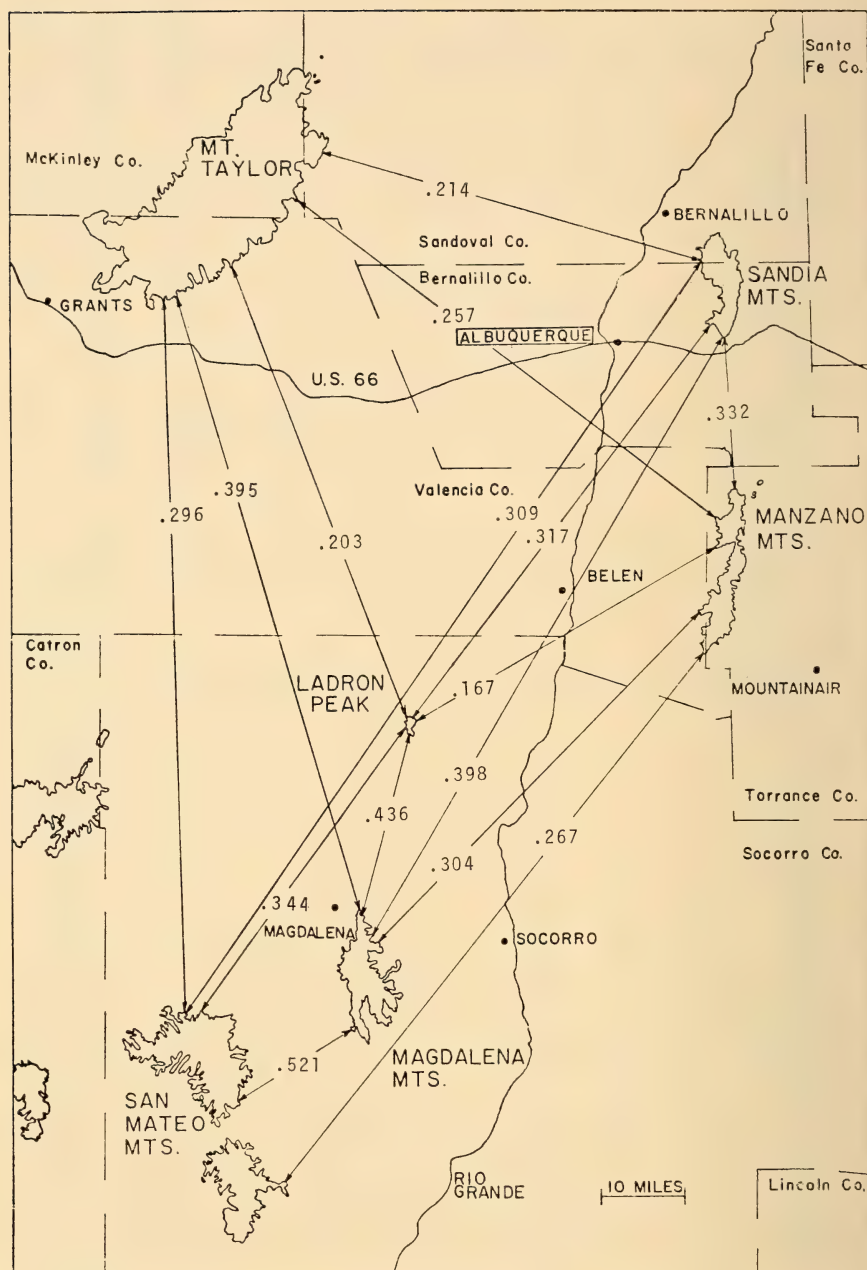 Santa
Fe Co.
MT.
TAYLOR
McKinley Co.
.214
BERNALILLO
Sandoval Co.
Bernalillo Co.
SANDIA
MTS.
GRANTS
.257
ALBUQUERQUE
U.S. 66
.332
.395
Valencia Co.
.296
.309
MANZANO
MTS.
.203
.317
BELEN
Catron
Co.
LADRON
PEAK
.167
MOUNTAINAIR
.398
.436
Torrance Co.
.267
.304
Socorro Co.
.344
MAGDALENA
SOCORRO
.521
MAGDALENA
MTS.
SAN
MATEO
MTS.
RIO
GRANDE
10 MILES
Lincoln Co.